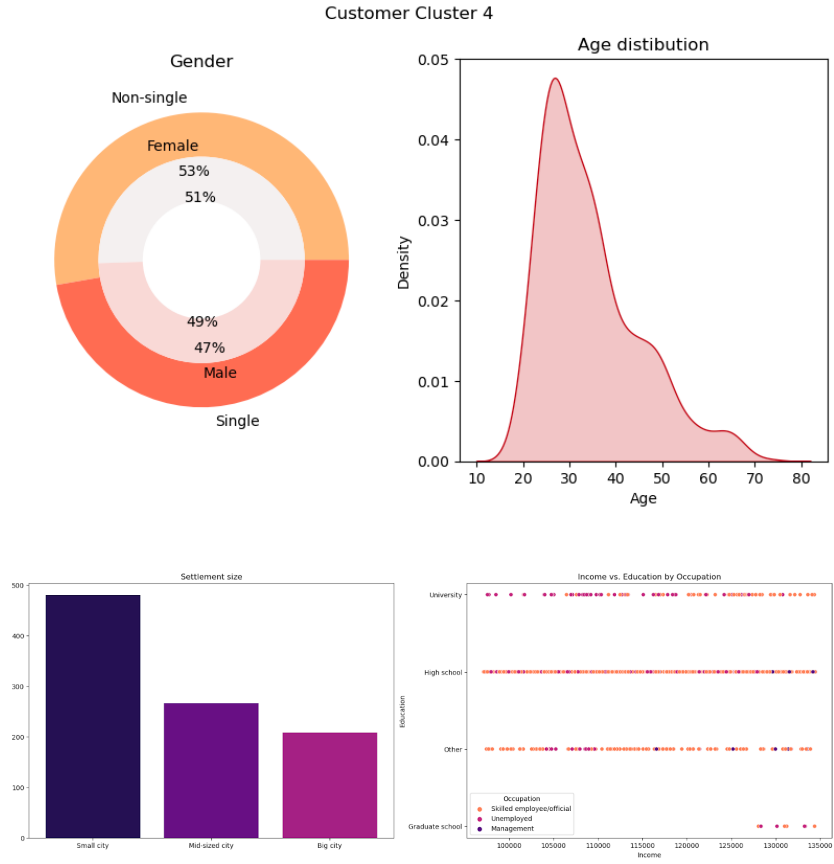 Customer Cluster 4
Gender
Non-single
Female
53%
51%
49%
47%
Male
Single
Age distibution
0.05
0.04
0.03
0.02
0.01
0.00
Density
10 20 30 40 50 60 70 80
Age
Settlement size
500
400
300
200
100
0
Small city Mid-sized city Big city
Income vs. Education by Occupation
University
High school
Other
Graduate school
Education
Occupation
Skilled employee/official
Unemployed
Management
100000 105000 110000 115000 120000 125000 130000 135000
Income